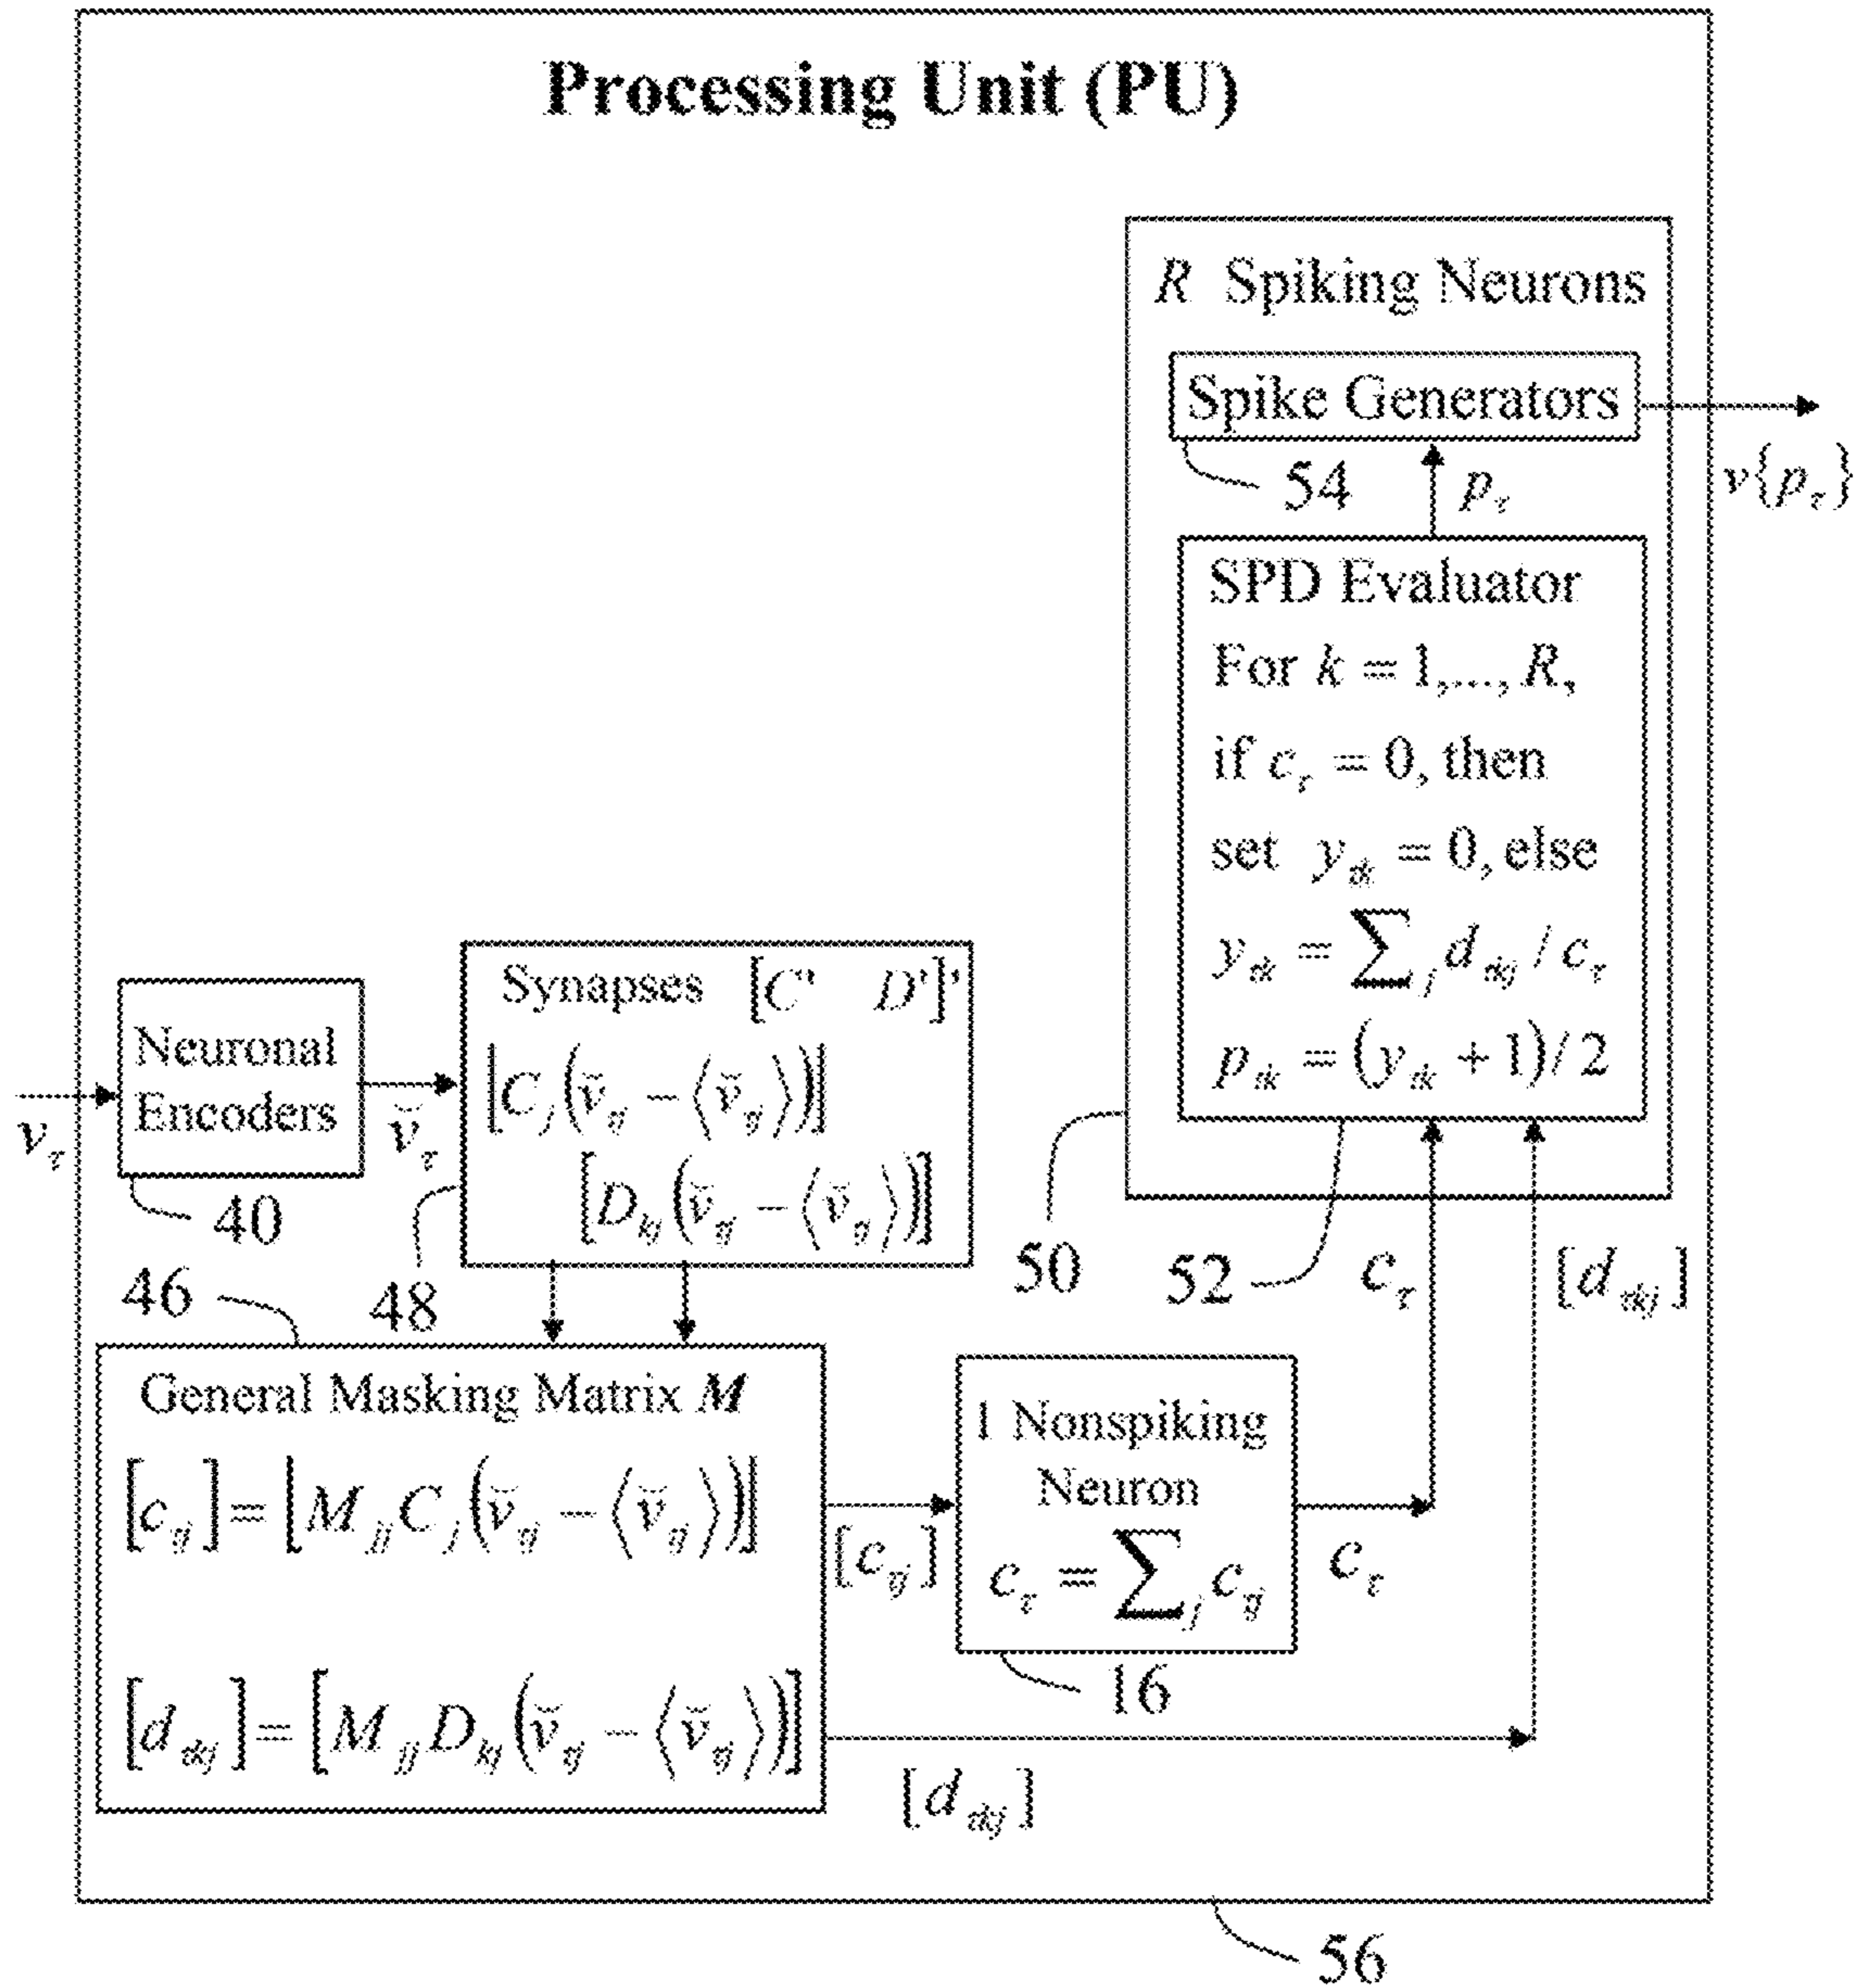 Processing Unit (PU)
R Spiking Neurons
Spike Generators
54
p_τ
v{p_τ}
SPD Evaluator
For k = 1,..., R,
if c_τ = 0, then
set y_τk = 0, else
y_τk = ∑_j d_τkj / c_τ
p_τk = (y_τk + 1)/2
50
52
c_τ
[d_τkj]
v_τ
Neuronal
Encoders
40
v̆_τ
Synapses [C' D']'
[C_j(v̆_τj − ⟨v̆_τj⟩)]
[D_kj(v̆_τj − ⟨v̆_τj⟩)]
48
46
General Masking Matrix M
[c_τj] = [M_jj C_j(v̆_τj − ⟨v̆_τj⟩)]
[d_τkj] = [M_jj D_kj(v̆_τj − ⟨v̆_τj⟩)]
[c_τj]
1 Nonspiking
Neuron
c_τ = ∑_j c_τj
16
c_τ
[d_τkj]
56